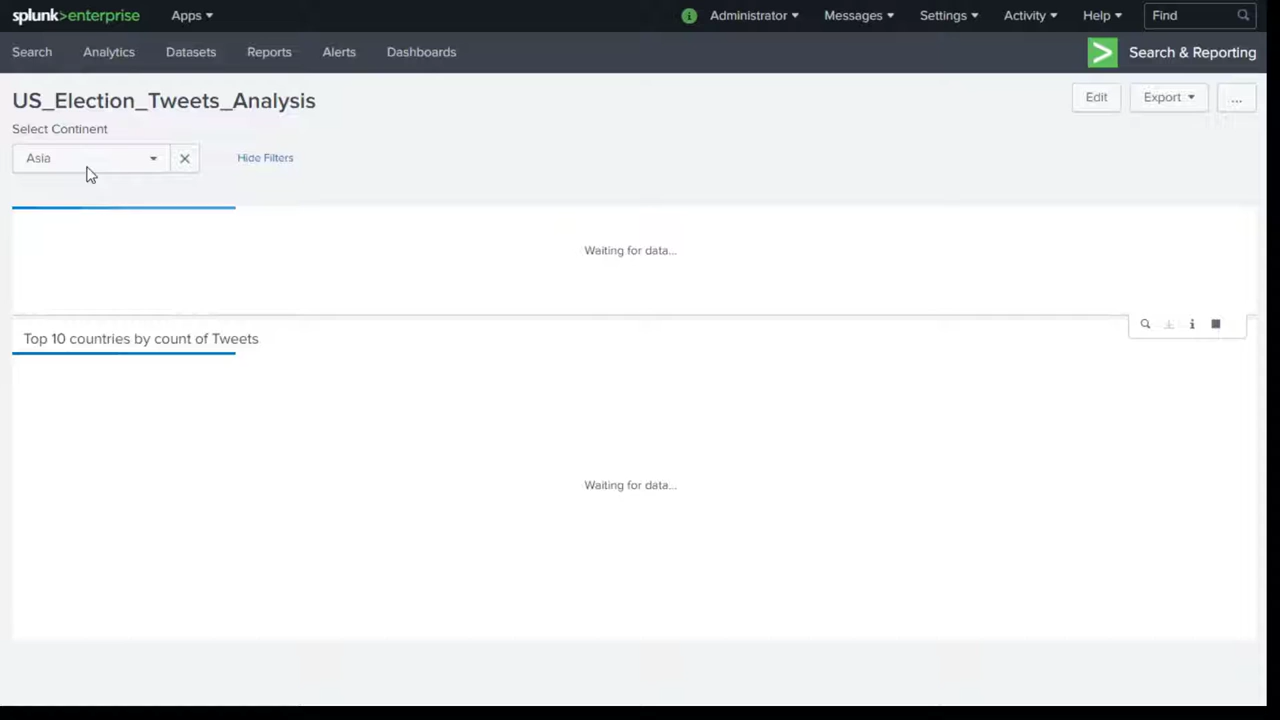 splunk>enterprise Apps Administrator Messages Settings Activity Help Find
Search Analytics Datasets Reports Alerts Dashboards Search & Reporting
US_Election_Tweets_Analysis Edit Export ...
Select Continent
Asia Hide Filters
Waiting for data...
Top 10 countries by count of Tweets
Waiting for data...